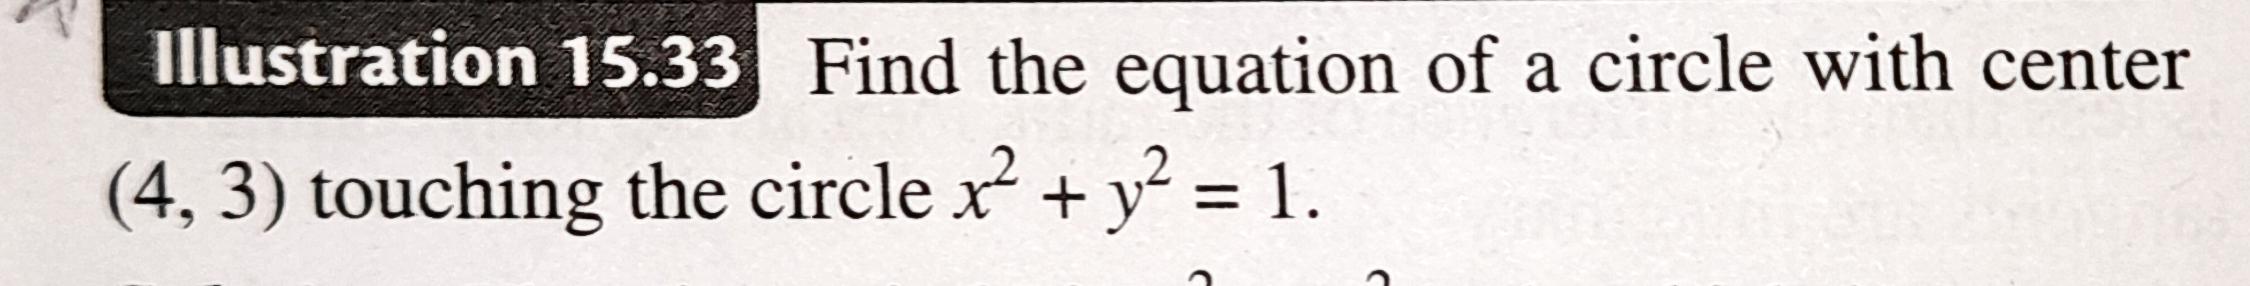 Illustration 15.33 Find the equation of a circle with center
(4, 3) touching the circle x² + y² = 1.